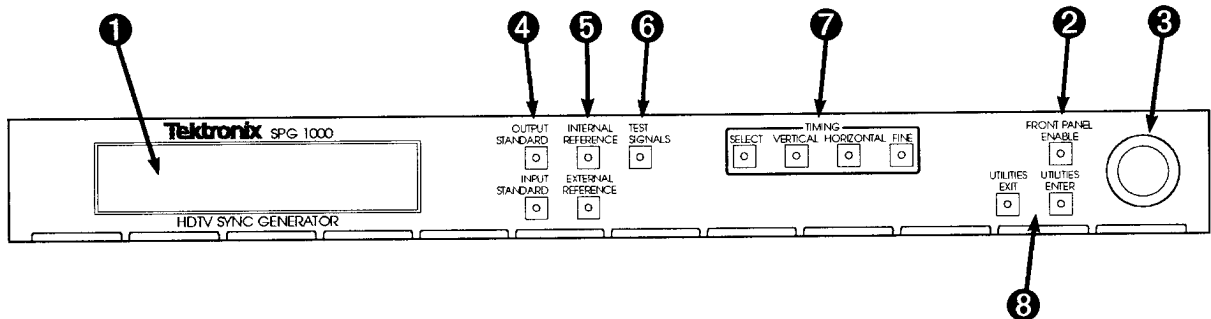 1 4 5 6 7 2 3
Tektronix SPG 1000
OUTPUT STANDARD
INTERNAL REFERENCE
TEST SIGNALS
INPUT STANDARD
EXTERNAL REFERENCE
TIMING
SELECT VERTICAL HORIZONTAL FINE
FRONT PANEL ENABLE
UTILITIES EXIT
UTILITIES ENTER
HDTV SYNC GENERATOR
8